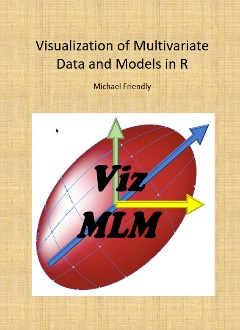 Visualization of Multivariate
Data and Models in R
Michael Friendly
Viz
MLM